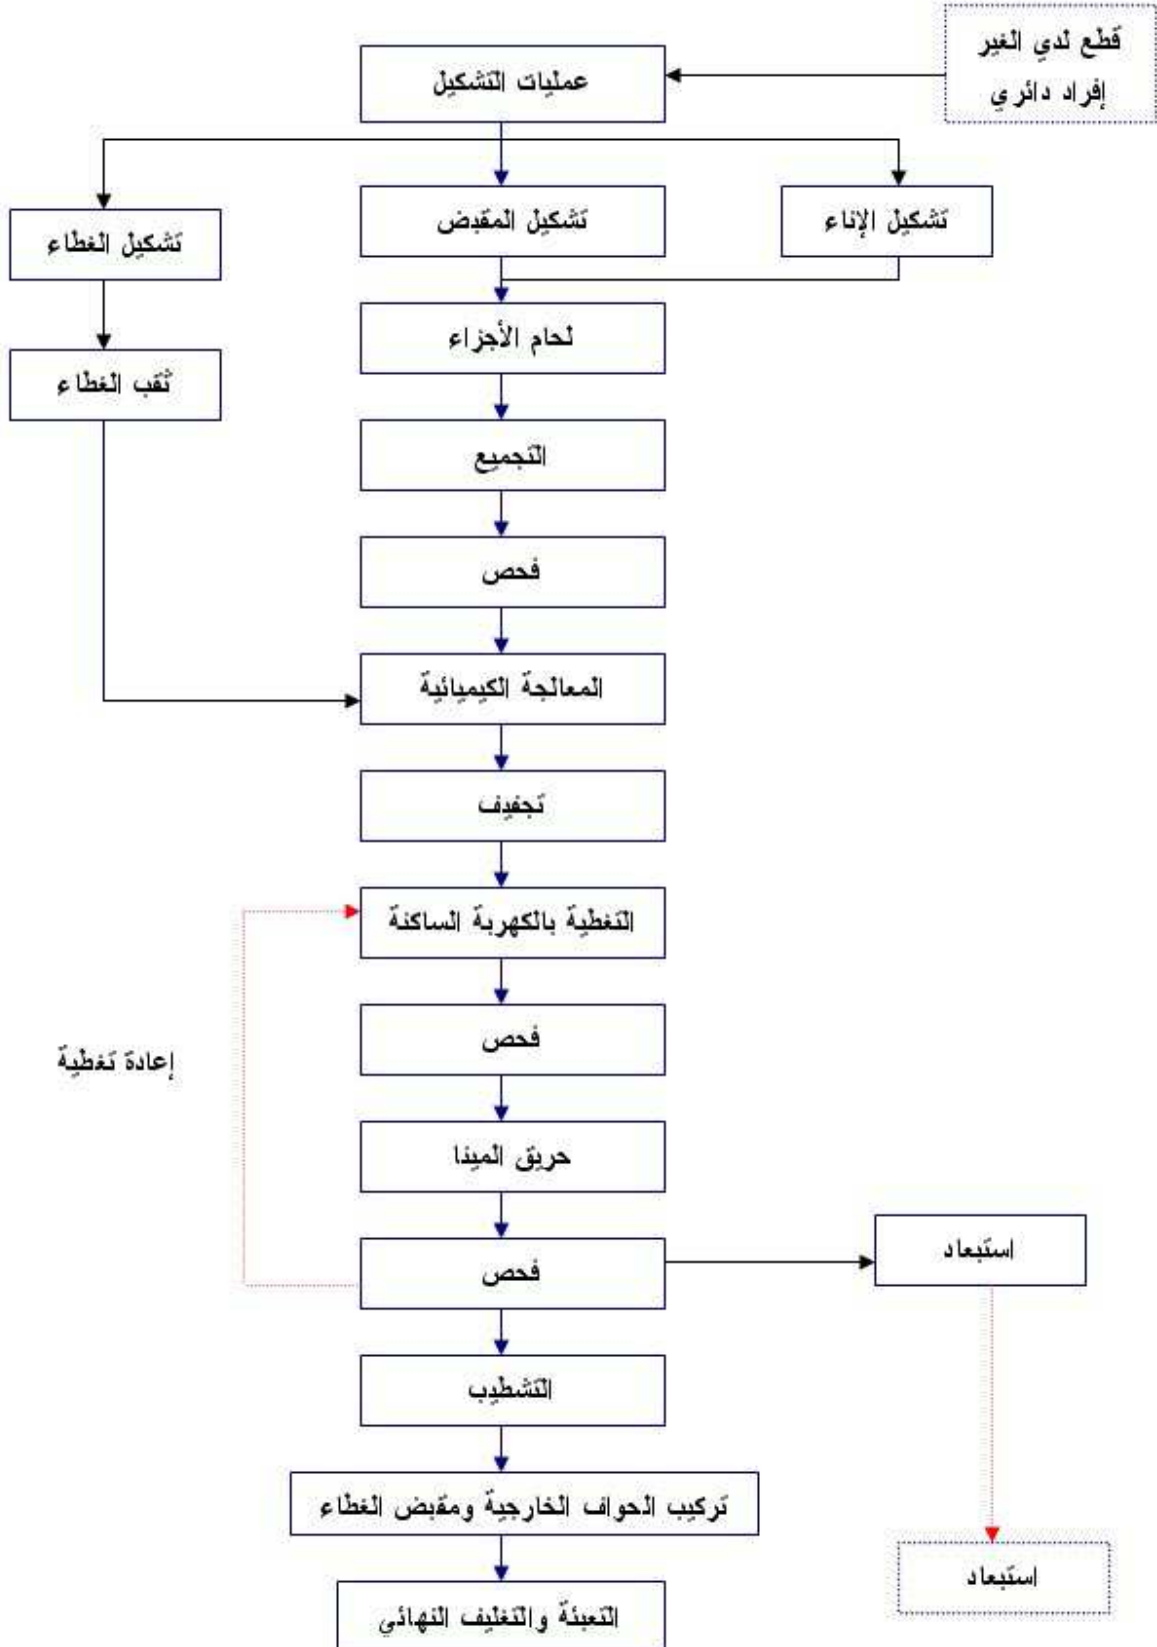 قطع لدي الغير
إفراد دائري
عمليات التشكيل
تشكيل الإناء
تشكيل المقبض
تشكيل الغطاء
لحام الأجزاء
ثقب الغطاء
التجميع
فحص
المعالجة الكيميائية
تجفيف
التغطية بالكهربة الساكنة
فحص
إعادة تغطية
حريق المينا
فحص
استبعاد
التشطيب
تركيب الحواف الخارجية ومقبض الغطاء
استبعاد
التعبئة والتغليف النهائي